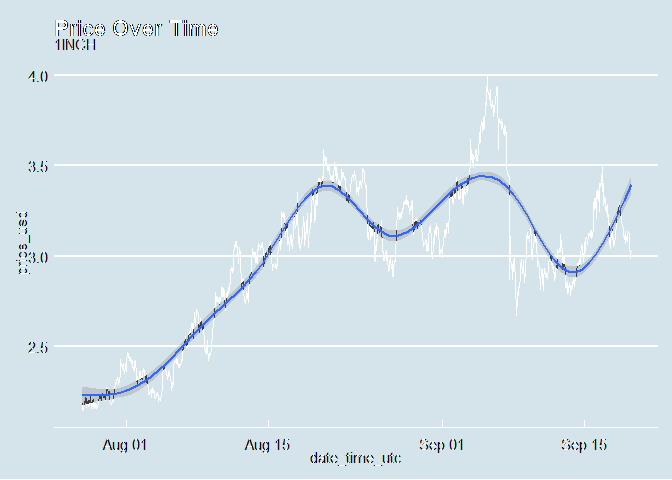 Price Over Time
1INCH
4.0
3.5
3.0
2.5
Aug 01
Aug 15
Sep 01
Sep 15
date_time_utc